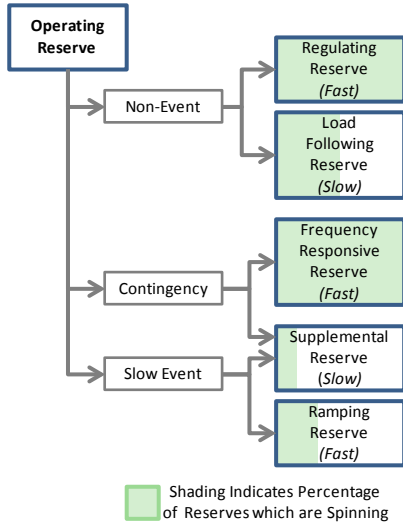 Operating
Reserve
Non-Event
Regulating
Reserve
(Fast)
Load
Following
Reserve
(Slow)
Contingency
Frequency
Responsive
Reserve
(Fast)
Slow Event
Supplemental
Reserve
(Slow)
Ramping
Reserve
(Fast)
Shading Indicates Percentage
of Reserves which are Spinning